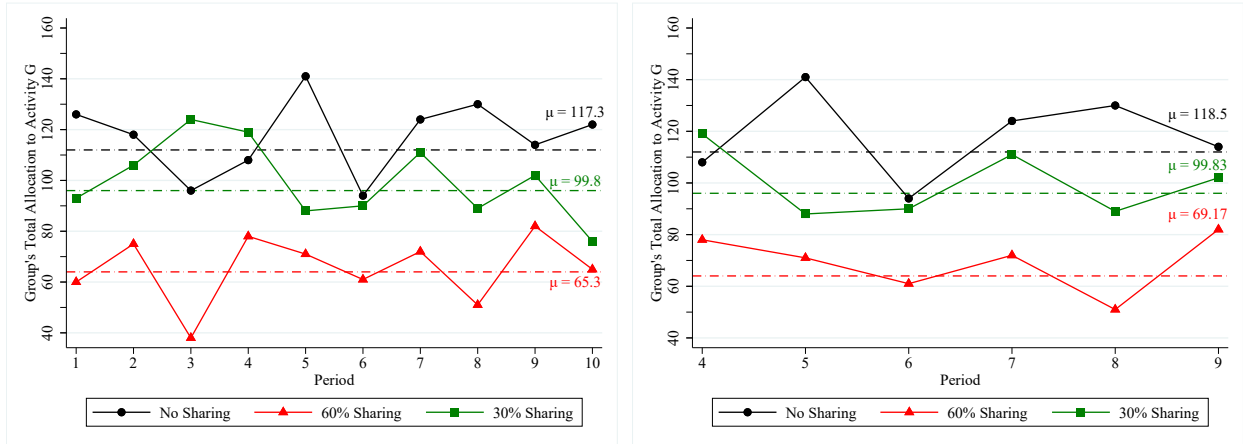 Group's Total Allocation to Activity G
160
140
120
100
80
60
40
μ = 117.3
μ = 99.8
μ = 65.3
1 2 3 4 5 6 7 8 9 10
Period
No Sharing 60% Sharing 30% Sharing
Group's Total Allocation to Activity G
160
140
120
100
80
60
40
μ = 118.5
μ = 99.83
μ = 69.17
4 5 6 7 8 9
Period
No Sharing 60% Sharing 30% Sharing